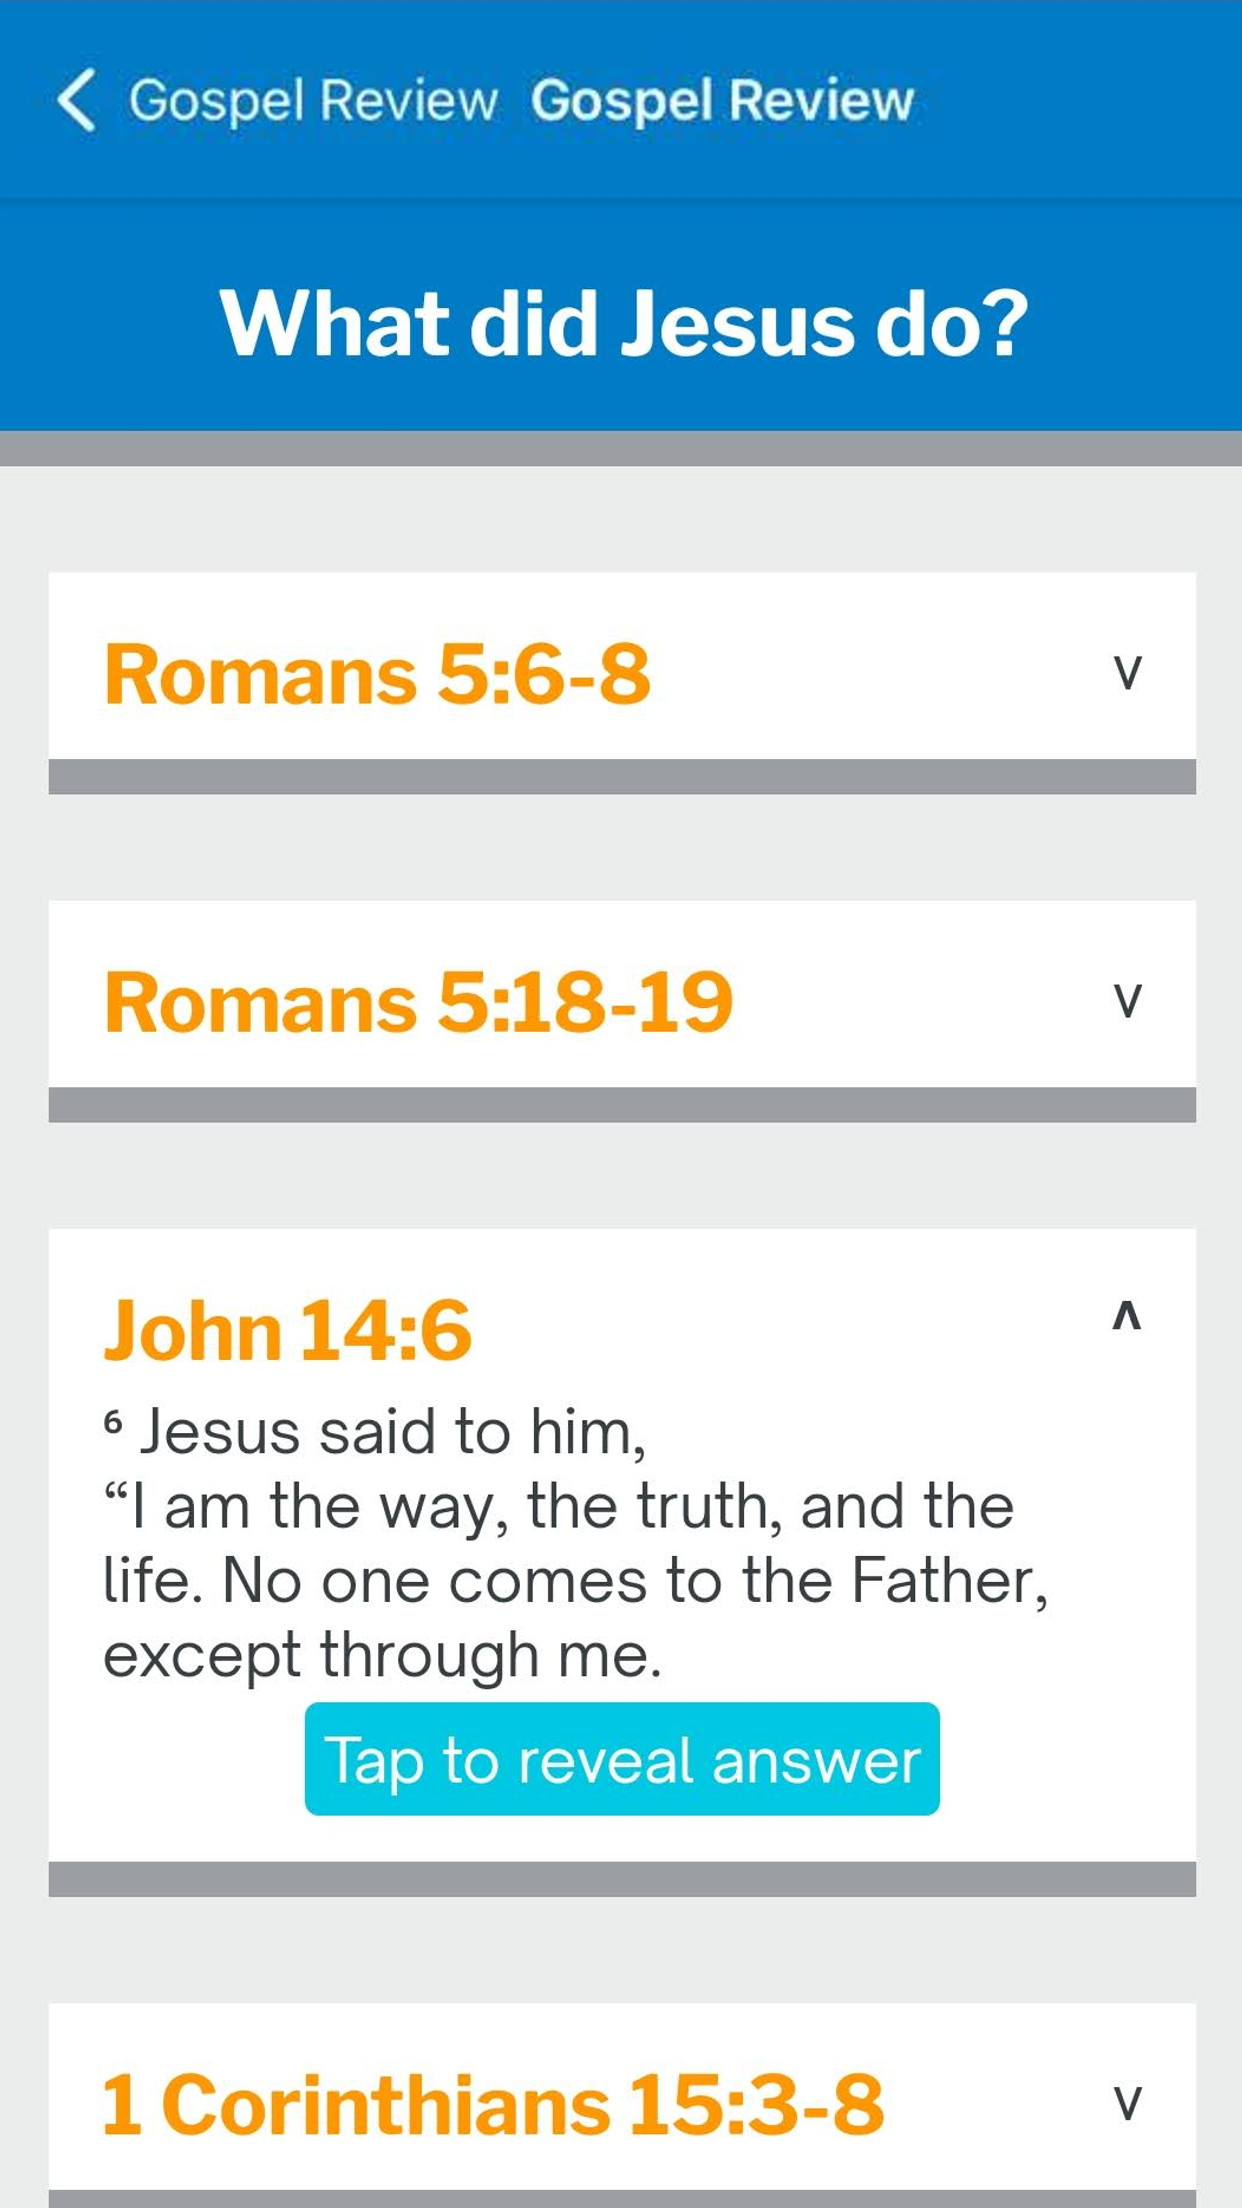 Gospel Review Gospel Review
What did Jesus do?
Romans 5:6-8
Romans 5:18-19
John 14:6
⁶ Jesus said to him,
“I am the way, the truth, and the
life. No one comes to the Father,
except through me.
Tap to reveal answer
1 Corinthians 15:3-8